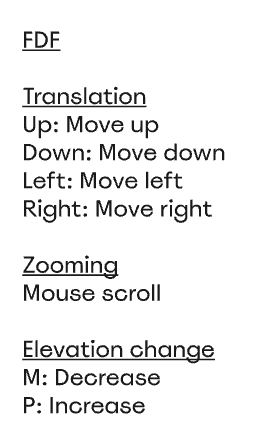 FDF
Translation
Up: Move up
Down: Move down
Left: Move left
Right: Move right
Zooming
Mouse scroll
Elevation change
M: Decrease
P: Increase